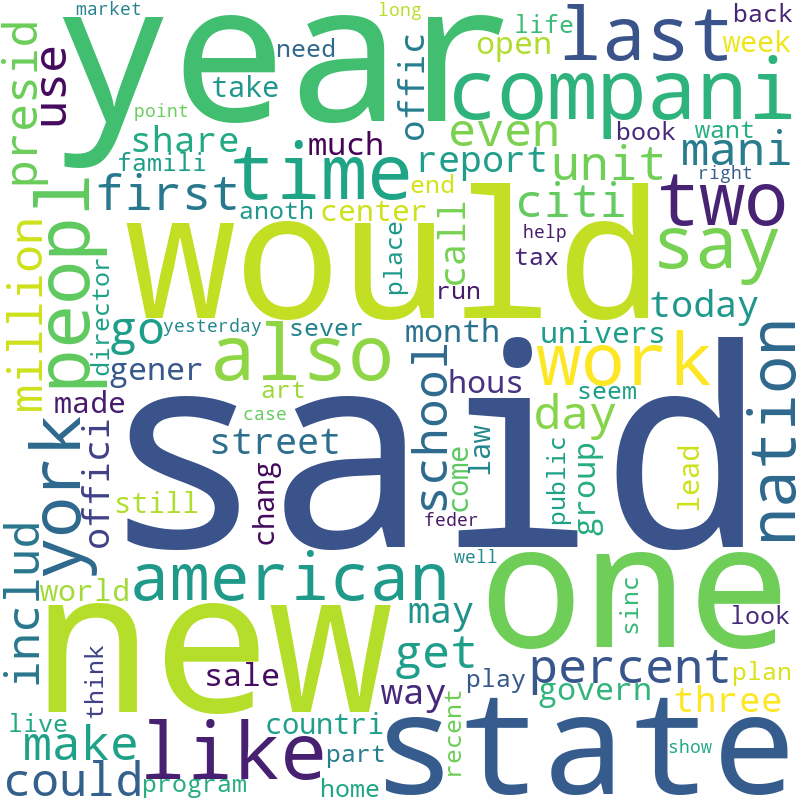 market
long
life
back
year
last
need
open
week
presid
use
take
offic
compani
point
share
much
even
book
want
mani
famili
time
report
unit
right
first
end
two
anoth
center
citi
call
say
peopl
would
help
place
tax
million
run
today
director
go
yesterday
sever
month
univers
nation
gener
also
work
art
hous
seem
made
school
day
case
york
offici
street
said
law
come
public
group
lead
still
chang
feder
includ
well
one
world
american
new
may
sinc
look
get
think
sale
percent
way
play
govern
plan
three
live
like
countri
recent
state
make
part
show
could
program
home